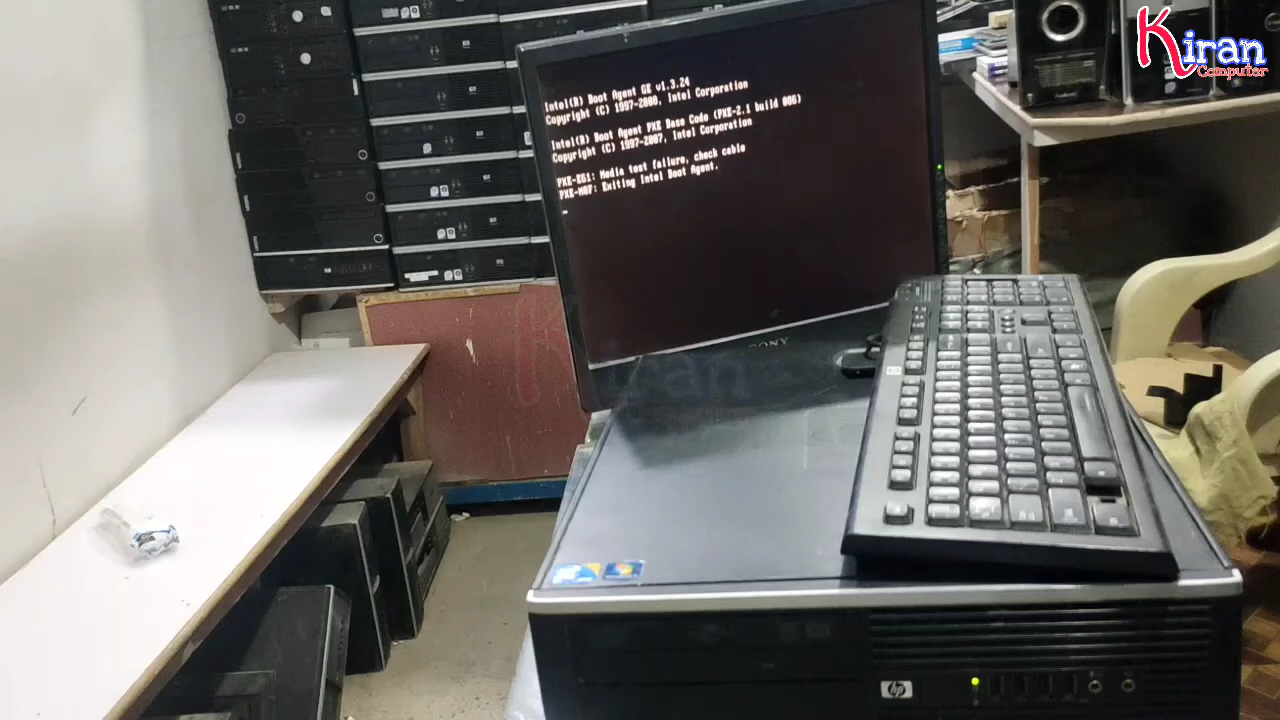 Kiran
Computer
Intel(R) Boot Agent GE v1.3.24
Copyright (C) 1997-2008, Intel Corporation
Intel(R) Boot Agent PXE Base Code (PXE-2.1 build 086)
Copyright (C) 1997-2007, Intel Corporation
PXE-E61: Media test failure, check cable
PXE-M0F: Exiting Intel Boot Agent.
SONY
Kiran
hp